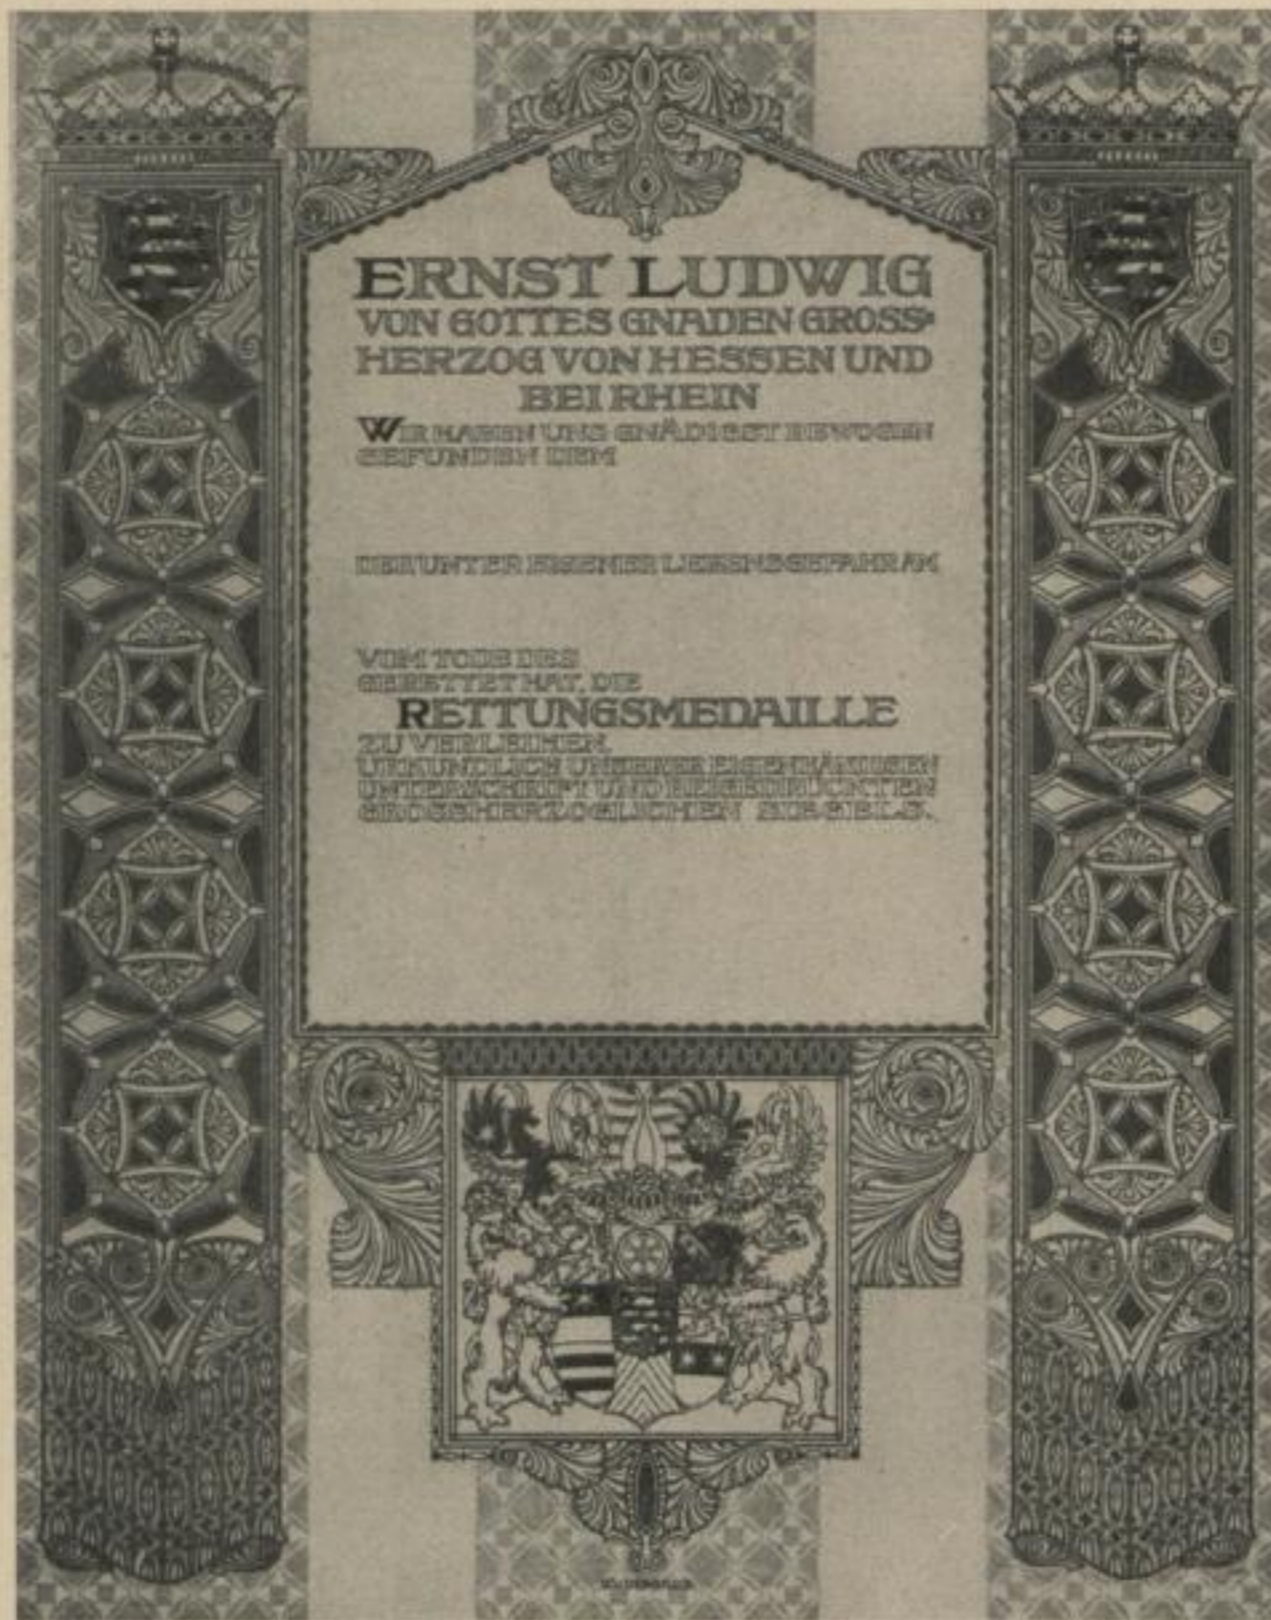 ERNST LUDWIG
VON GOTTES GNADEN GROSS-
HERZOG VON HESSEN UND
BEI RHEIN
WIR HABEN UNS GNÄDIGST BEWOGEN
GEFUNDEN DEM
DER UNTER EIGENER LEBENSGEFAHR AM
VOM TODE DES
GERETTET HAT, DIE
RETTUNGSMEDAILLE
ZU VERLEIHEN.
URKUNDLICH UNSERER EIGENHÄNDIGEN
UNTERSCHRIFT UND BEIGEDRÜCKTEN
GROSSHERZOGLICHEN SIEGELS.